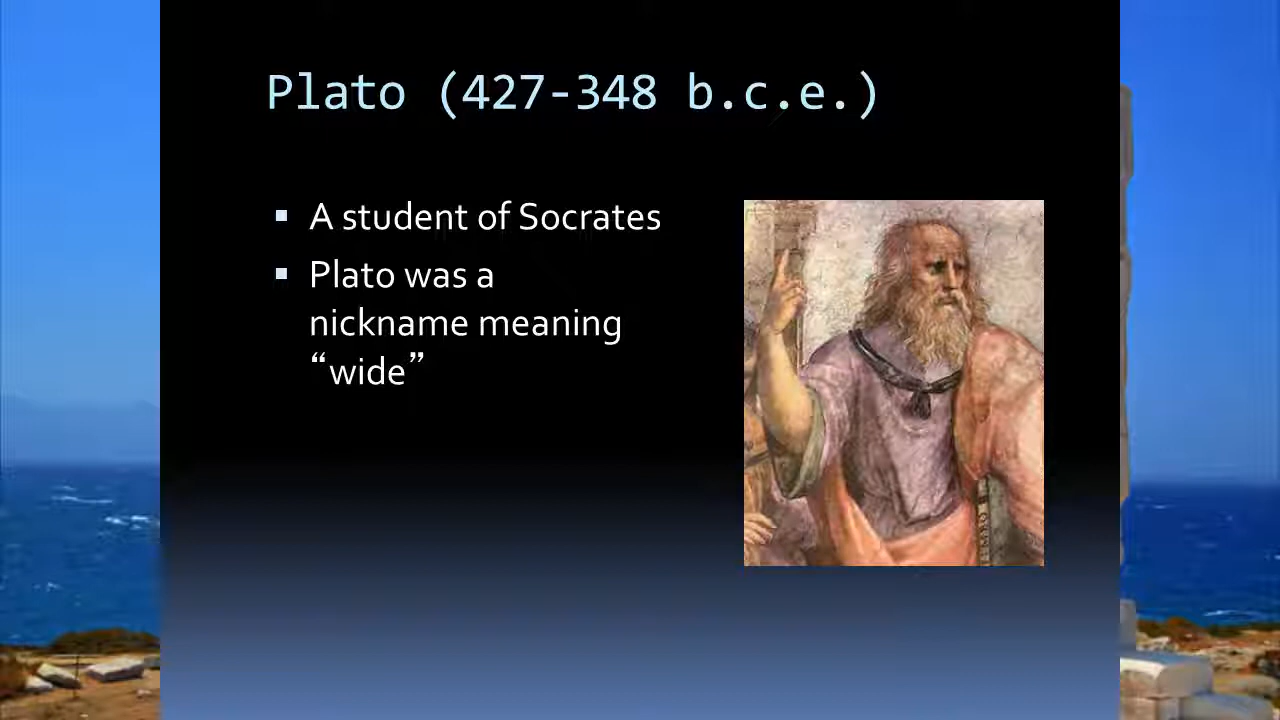 Plato (427-348 b.c.e.)
▪ A student of Socrates
▪ Plato was a
nickname meaning
“wide”